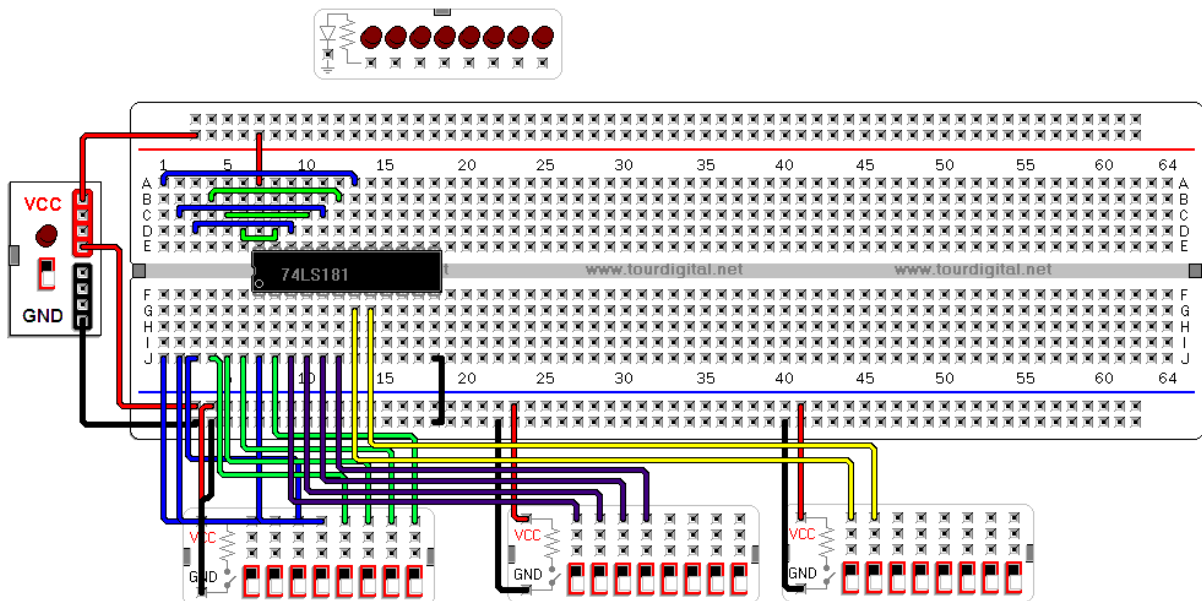 1 5 10 15 20 25 30 35 40 45 50 55 60 64
A A
B B
VCC
C C
D D
E E
74LS181 et www.tourdigital.net www.tourdigital.net
F F
G G
GND
H H
I I
J J
5 10 15 20 25 30 35 40 45 50 55 60 64
VCC VCC VCC
GND GND GND